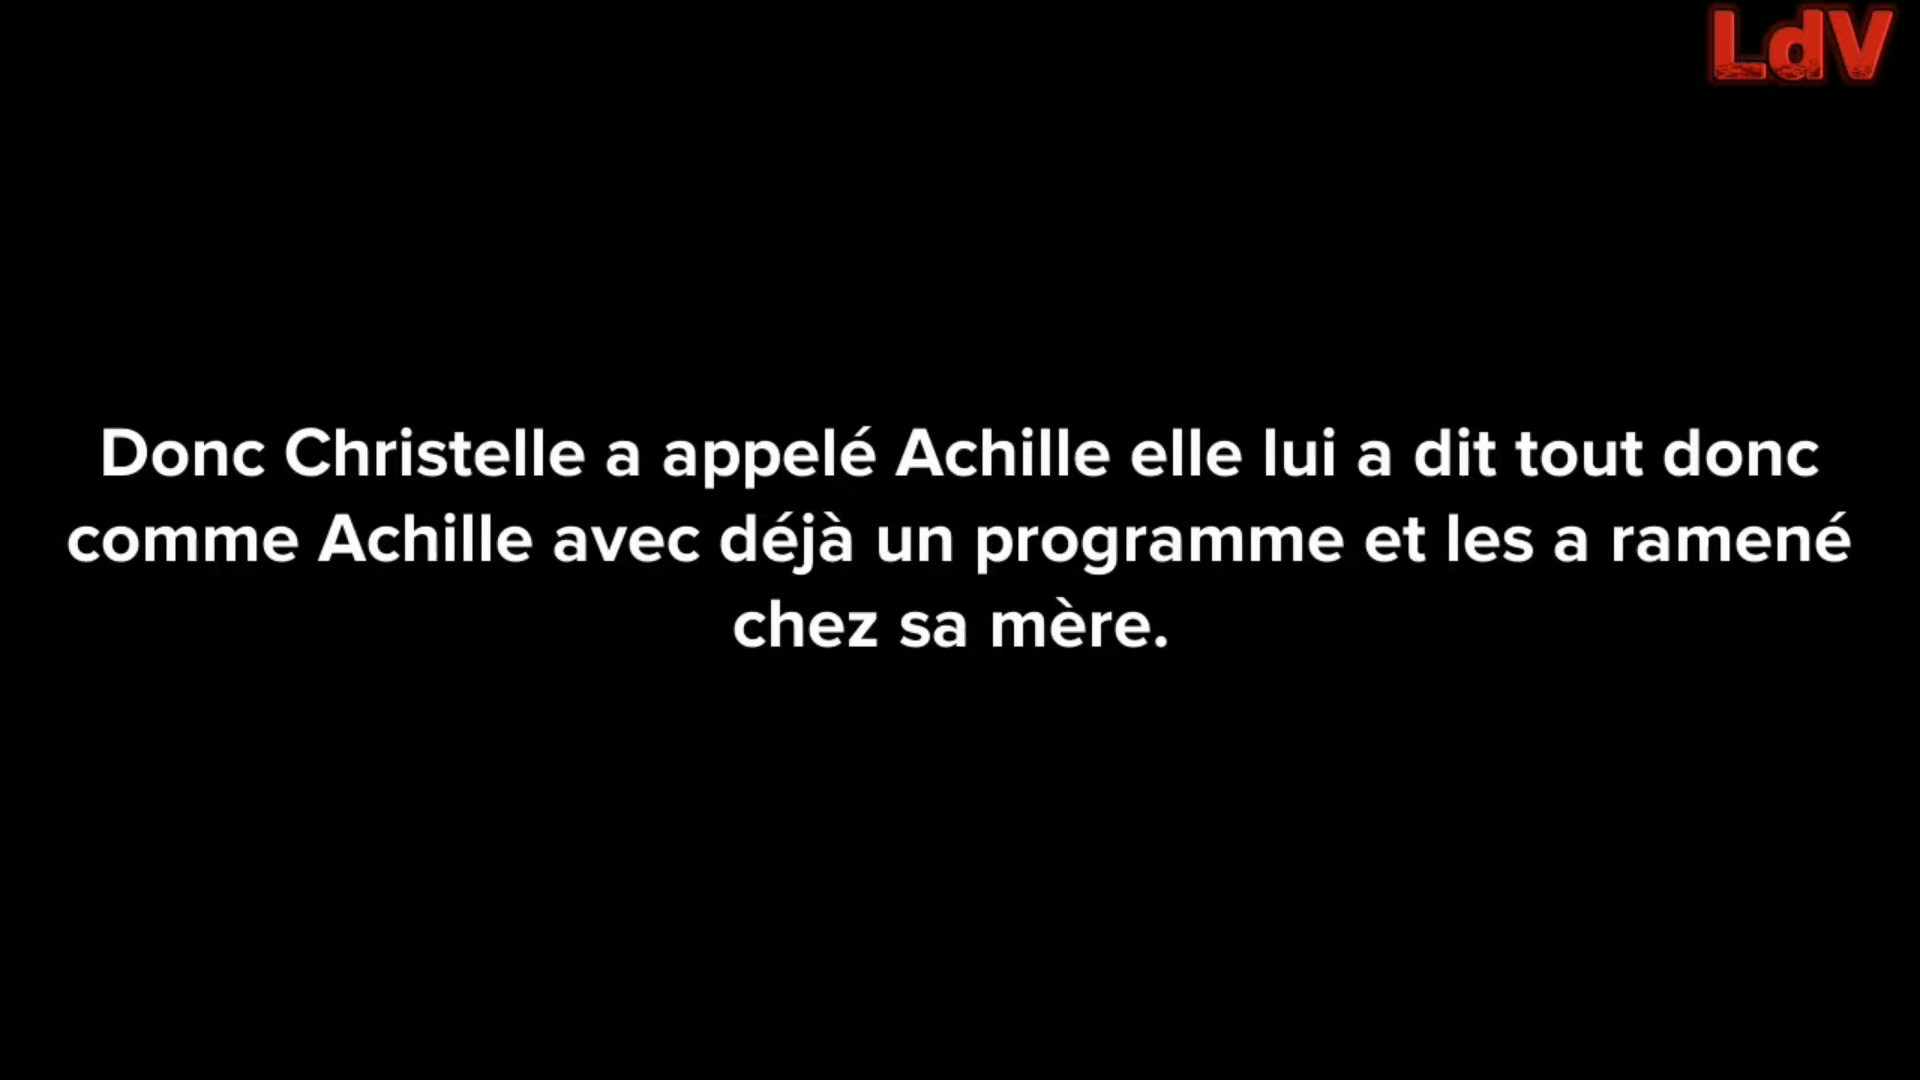 LdV
Donc Christelle a appelé Achille elle lui a dit tout donc
comme Achille avec déjà un programme et les a ramené
chez sa mère.